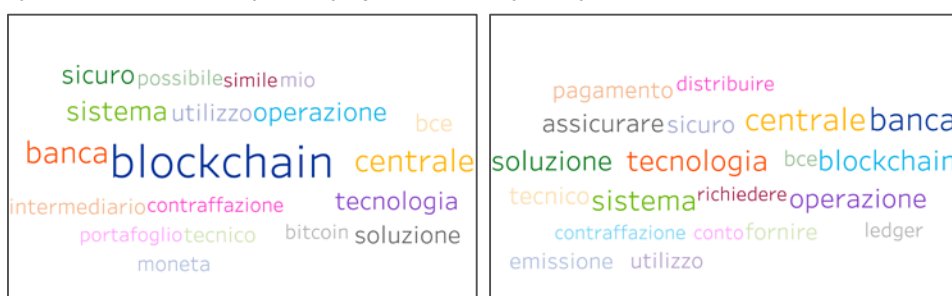 sicuro possibile simile mio
sistema utilizzo operazione
bce
banca blockchain centrale
intermediario contraffazione tecnologia
portafoglio tecnico bitcoin soluzione
moneta
pagamento distribuire
assicurare sicuro centrale banca
soluzione tecnologia bce blockchain
tecnico sistema richiedere operazione
contraffazione conto fornire ledger
emissione utilizzo